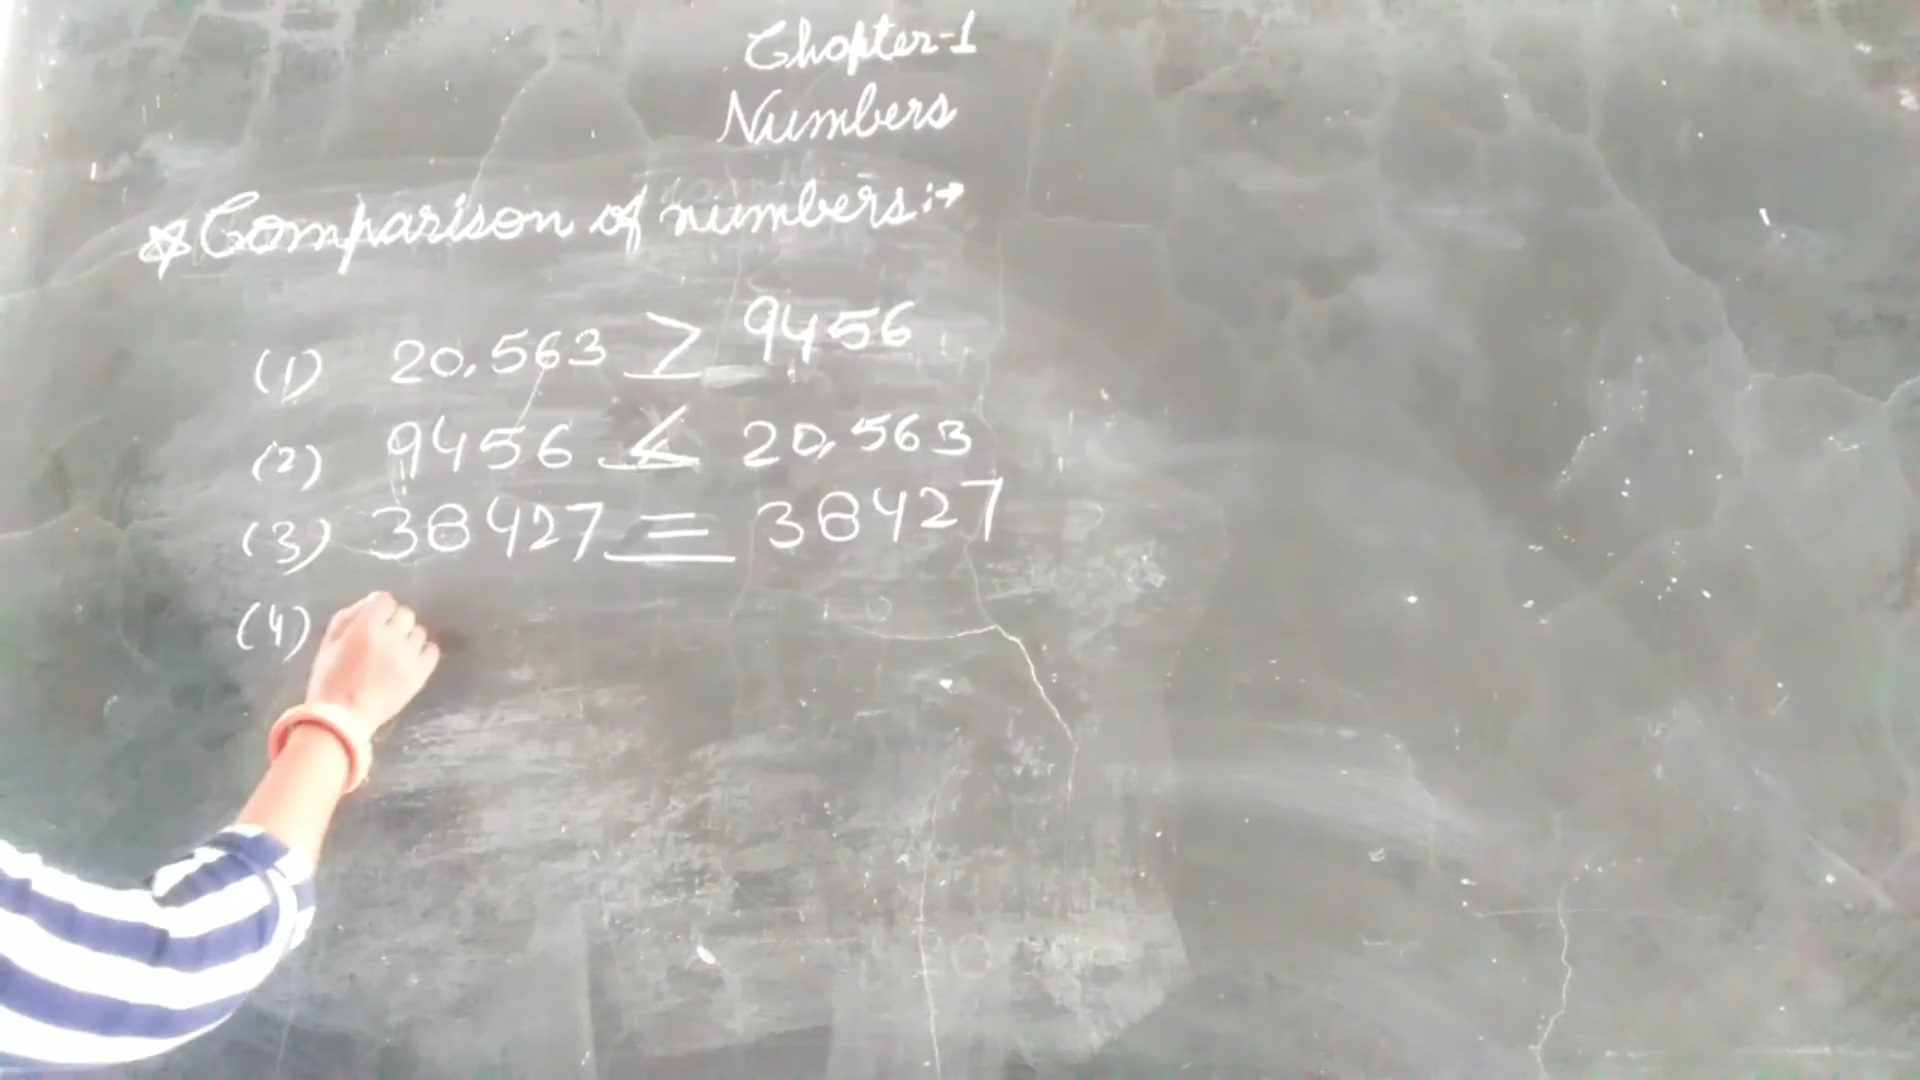 Chapter-1
Numbers
☆ Comparison of numbers:→
(1) 20,563 > 9456
(2) 9456 < 20,563
(3) 38427 = 38427
(4)